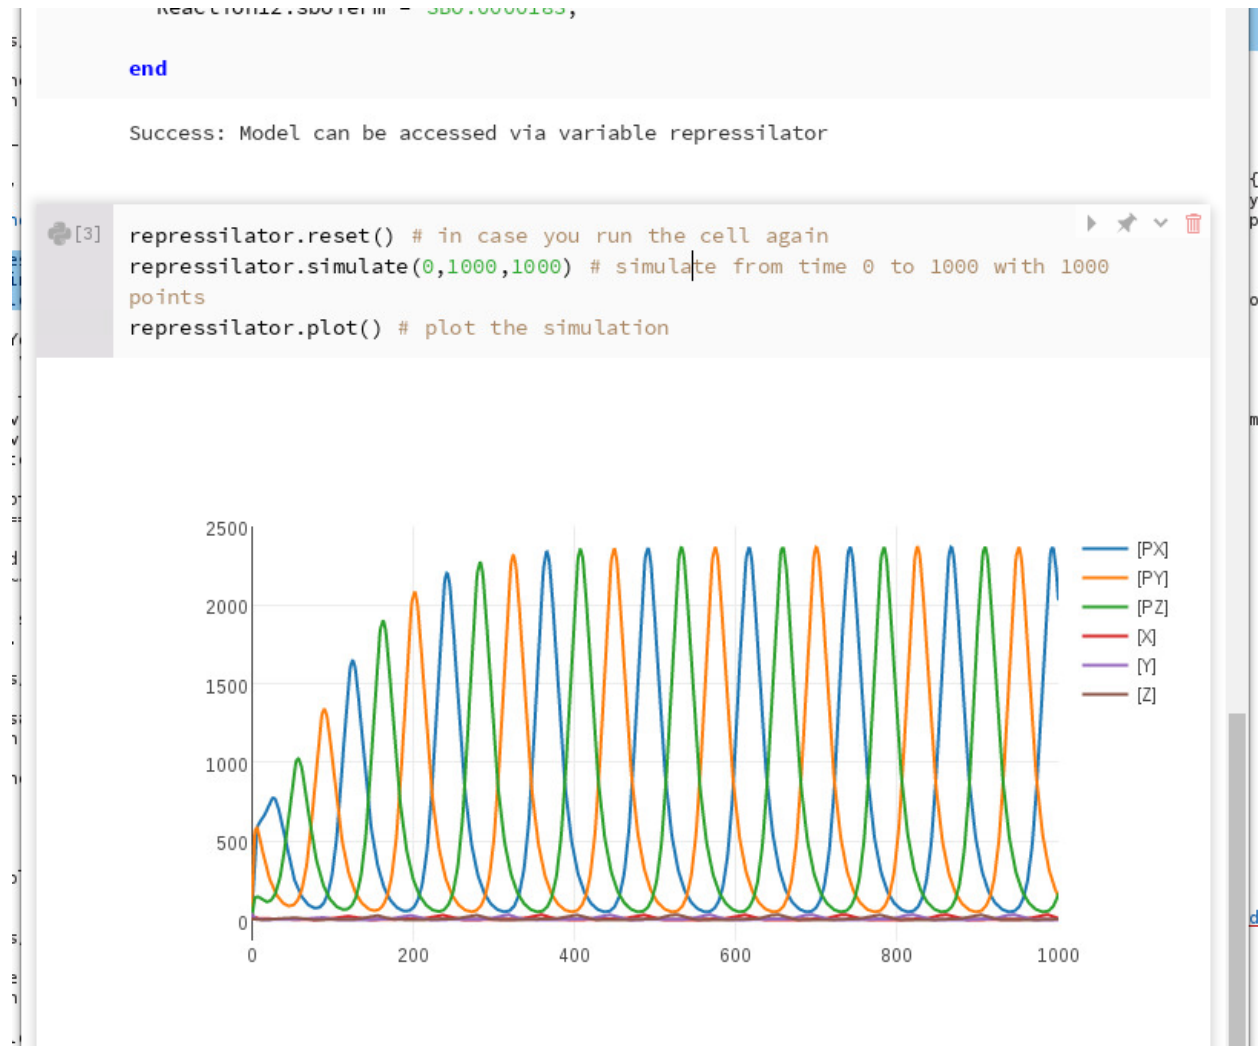 end
Success: Model can be accessed via variable repressilator
[3]
repressilator.reset() # in case you run the cell again
repressilator.simulate(0,1000,1000) # simulate from time 0 to 1000 with 1000
points
repressilator.plot() # plot the simulation
2500
2000
1500
1000
500
0
0 200 400 600 800 1000
[PX]
[PY]
[PZ]
[X]
[Y]
[Z]